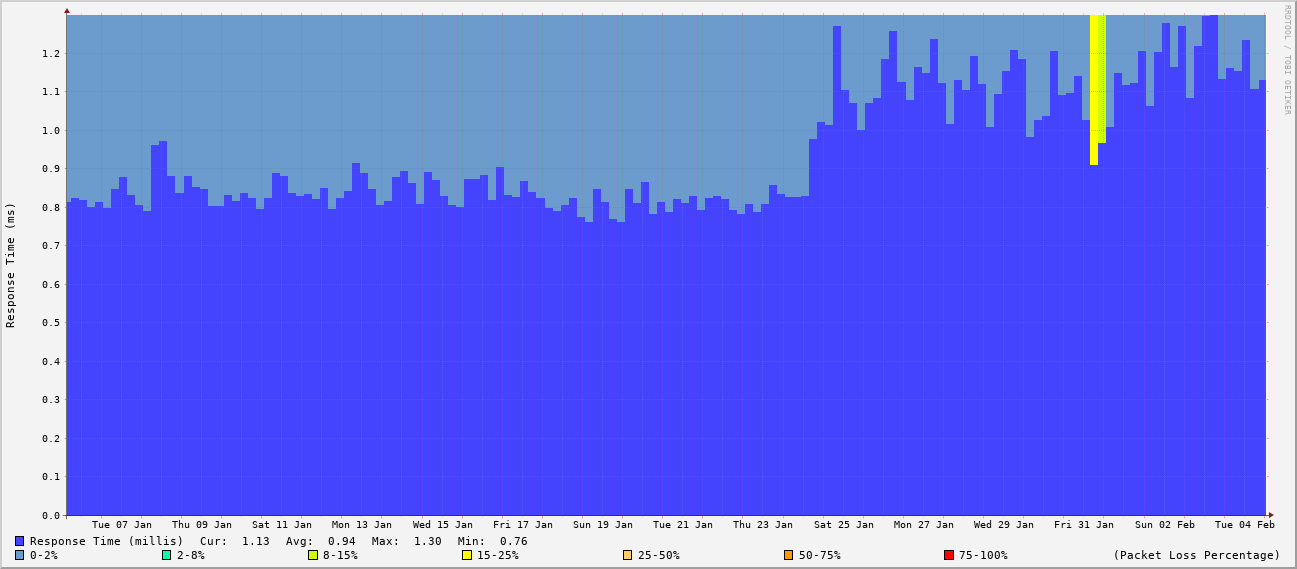 RRDTOOL / TOBI OETIKER
Response Time (ms)
1.2
1.1
1.0
0.9
0.8
0.7
0.6
0.5
0.4
0.3
0.2
0.1
0.0
Tue 07 Jan Thu 09 Jan Sat 11 Jan Mon 13 Jan Wed 15 Jan Fri 17 Jan Sun 19 Jan Tue 21 Jan Thu 23 Jan Sat 25 Jan Mon 27 Jan Wed 29 Jan Fri 31 Jan Sun 02 Feb Tue 04 Feb
Response Time (millis) Cur: 1.13 Avg: 0.94 Max: 1.30 Min: 0.76
0-2% 2-8% 8-15% 15-25% 25-50% 50-75% 75-100% (Packet Loss Percentage)